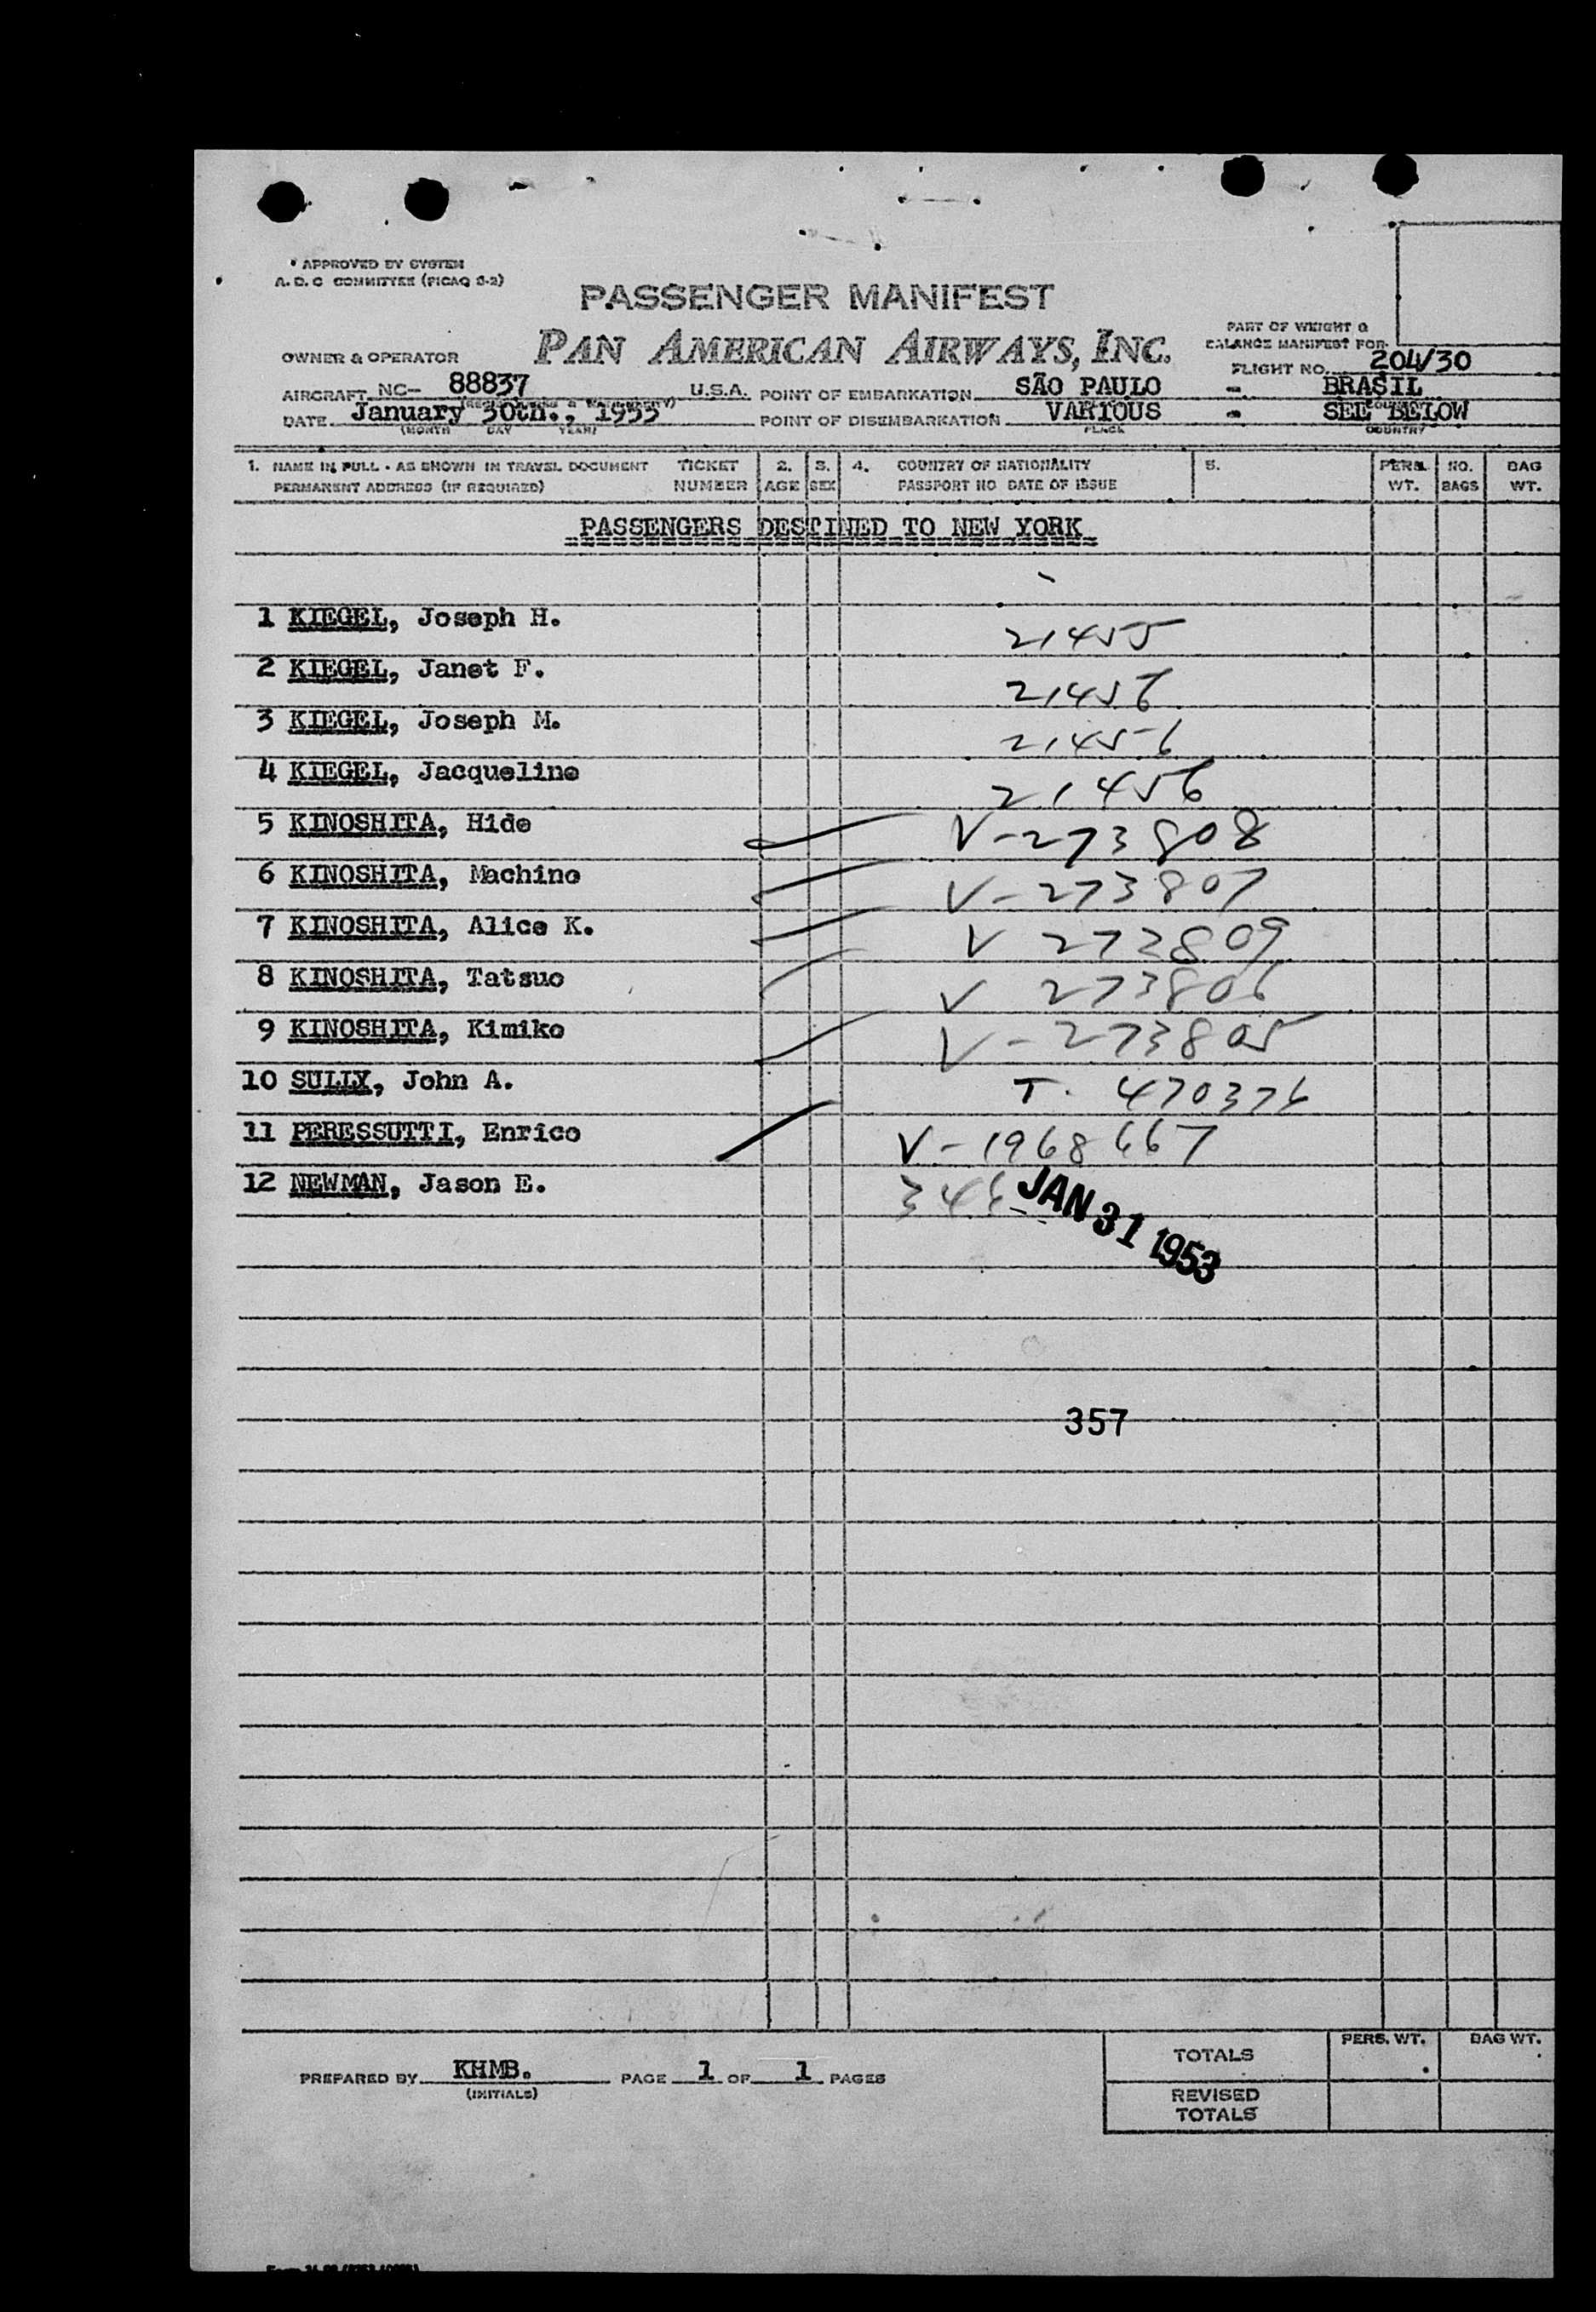 APPROVED BY SYSTEM
A. D. C COMMITTEE (PICAO S-2)
PASSENGER MANIFEST
PAN AMERICAN AIRWAYS, INC.
PART OF WEIGHT &
BALANCE MANIFEST FOR
OWNER & OPERATOR
FLIGHT NO. 204/30
AIRCRAFT NC- 88837 U.S.A. POINT OF EMBARKATION SÃO PAULO - BRASIL
DATE January 30th., 1953 POINT OF DISEMBARKATION VARIOUS - SEE BELOW
(MONTH DAY YEAR) PLACE COUNTRY
1. NAME IN FULL - AS SHOWN IN TRAVEL DOCUMENT TICKET 2. 3. 4. COUNTRY OF NATIONALITY 5. PERS. NO. BAG
PERMANENT ADDRESS (IF REQUIRED) NUMBER AGE SEX PASSPORT NO DATE OF ISSUE WT. BAGS WT.
PASSENGERS DESTINED TO NEW YORK
1 KIEGEL, Joseph H. 21455
2 KIEGEL, Janet F. 21456
3 KIEGEL, Joseph M. 21456
4 KIEGEL, Jacqueline 21456
5 KINOSHITA, Hide V-273808
6 KINOSHITA, Machino V-273807
7 KINOSHITA, Alice K. V 273809
8 KINOSHITA, Tatsuo V 273806
9 KINOSHITA, Kimiko V-273805
10 SULLY, John A. T. 470376
11 PERESSUTTI, Enrico V-1968667
12 NEWMAN, Jason E.
JAN 31 1953
357
TOTALS PERS. WT. BAG WT.
PREPARED BY KHMB. PAGE 1 OF 1 PAGES
(INITIALS)
REVISED
TOTALS